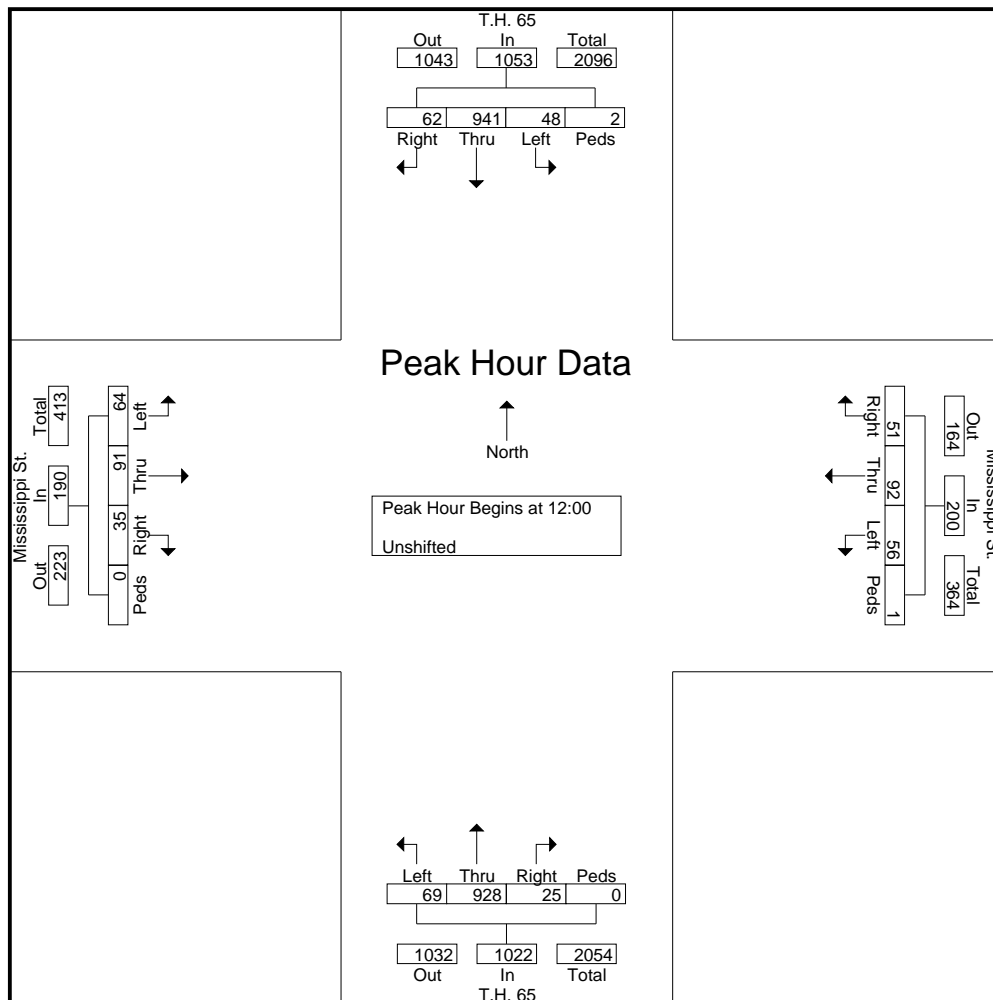 T.H. 65
Out In Total
1043 1053 2096
62 941 48 2
Right Thru Left Peds
Peak Hour Data
North
Peak Hour Begins at 12:00
Unshifted
Mississippi St.
Total In Out
413 190 223
64 91 35 0
Left Thru Right Peds
Right Thru Left Peds
51 92 56 1
164 200 364
Out In Total
Mississippi St.
Left Thru Right Peds
69 928 25 0
1032 1022 2054
Out In Total
T.H. 65